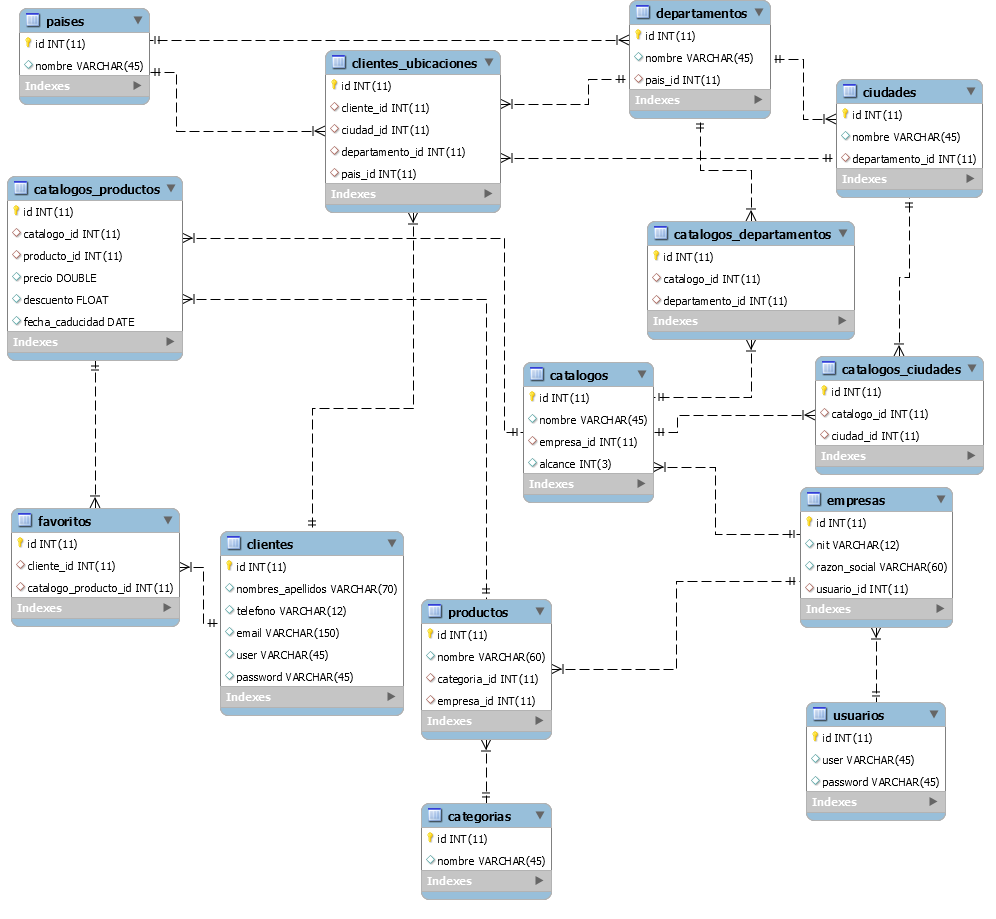 paises
id INT(11)
nombre VARCHAR(45)
Indexes
departamentos
id INT(11)
nombre VARCHAR(45)
pais_id INT(11)
Indexes
clientes_ubicaciones
id INT(11)
cliente_id INT(11)
ciudad_id INT(11)
departamento_id INT(11)
pais_id INT(11)
Indexes
ciudades
id INT(11)
nombre VARCHAR(45)
departamento_id INT(11)
Indexes
catalogos_productos
id INT(11)
catalogo_id INT(11)
producto_id INT(11)
precio DOUBLE
descuento FLOAT
fecha_caducidad DATE
Indexes
catalogos_departamentos
id INT(11)
catalogo_id INT(11)
departamento_id INT(11)
Indexes
catalogos
id INT(11)
nombre VARCHAR(45)
empresa_id INT(11)
alcance INT(3)
Indexes
catalogos_ciudades
id INT(11)
catalogo_id INT(11)
ciudad_id INT(11)
Indexes
favoritos
id INT(11)
cliente_id INT(11)
catalogo_producto_id INT(11)
Indexes
clientes
id INT(11)
nombres_apellidos VARCHAR(70)
telefono VARCHAR(12)
email VARCHAR(150)
user VARCHAR(45)
password VARCHAR(45)
Indexes
empresas
id INT(11)
nit VARCHAR(12)
razon_social VARCHAR(60)
usuario_id INT(11)
Indexes
productos
id INT(11)
nombre VARCHAR(60)
categoria_id INT(11)
empresa_id INT(11)
Indexes
usuarios
id INT(11)
user VARCHAR(45)
password VARCHAR(45)
Indexes
categorias
id INT(11)
nombre VARCHAR(45)
Indexes